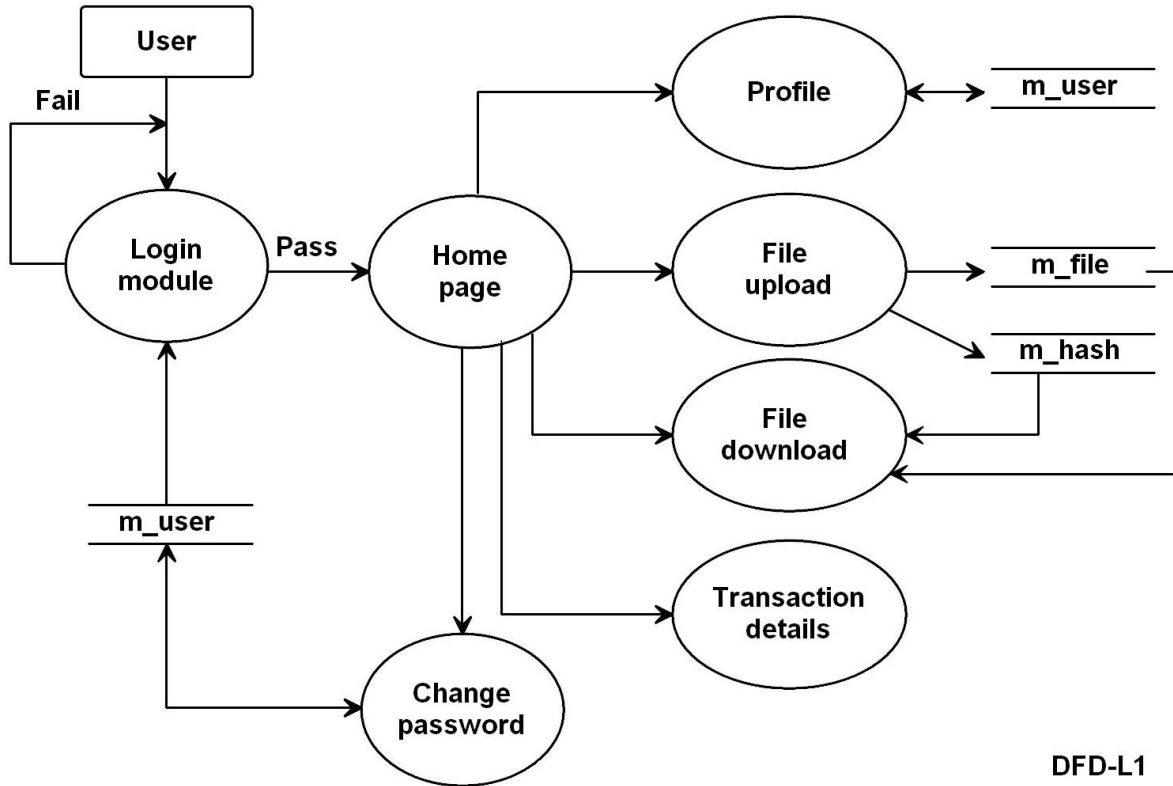 User
Fail
Profile
m_user
Login
module
Pass
Home
page
File
upload
m_file
m_hash
File
download
m_user
Transaction
details
Change
password
DFD-L1